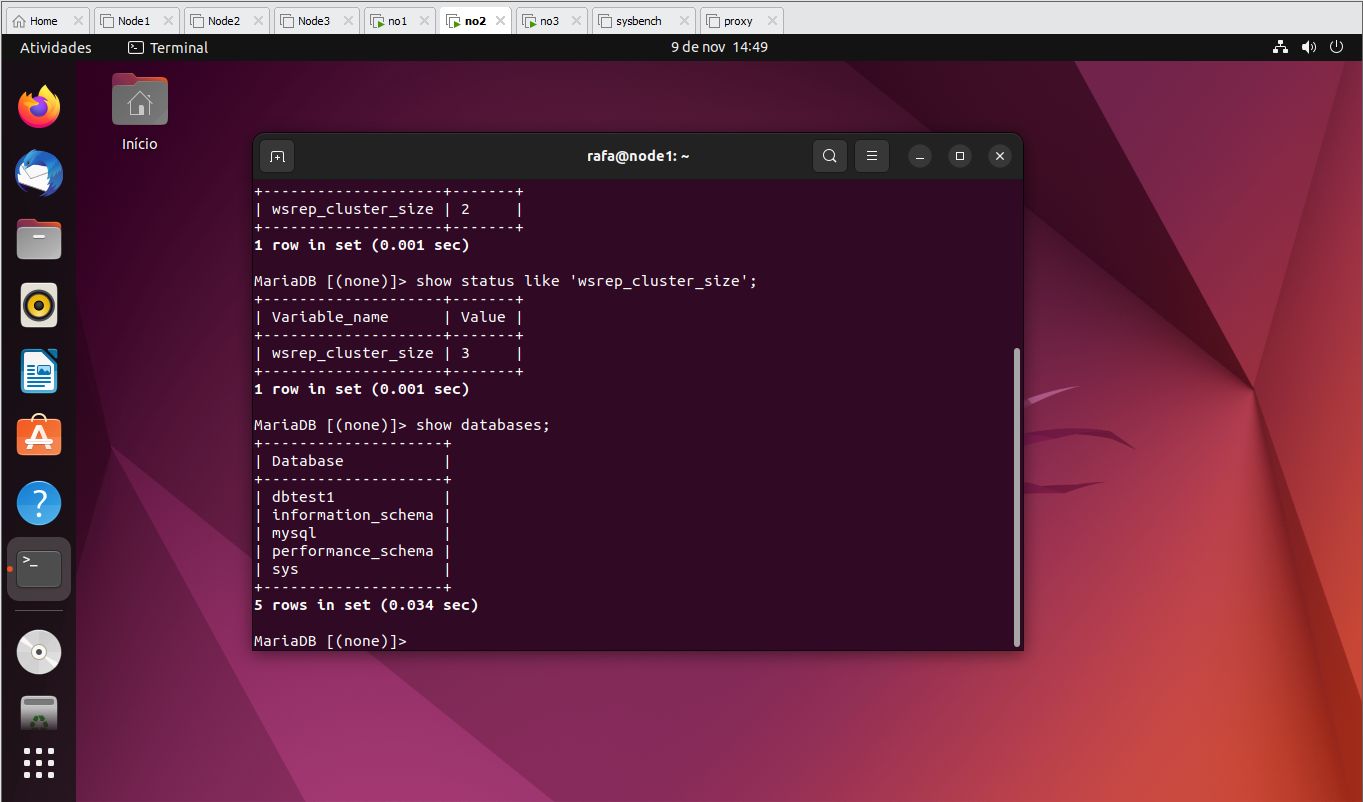 Home Node1 Node2 Node3 no1 no2 no3 sysbench proxy
Atividades Terminal 9 de nov 14:49
Início
rafa@node1: ~
+--------------------+-------+
| wsrep_cluster_size | 2     |
+--------------------+-------+
1 row in set (0.001 sec)
MariaDB [(none)]> show status like 'wsrep_cluster_size';
+--------------------+-------+
| Variable_name      | Value |
+--------------------+-------+
| wsrep_cluster_size | 3     |
+--------------------+-------+
1 row in set (0.001 sec)
MariaDB [(none)]> show databases;
+--------------------+
| Database           |
+--------------------+
| dbtest1            |
| information_schema |
| mysql              |
| performance_schema |
| sys                |
+--------------------+
5 rows in set (0.034 sec)
MariaDB [(none)]>